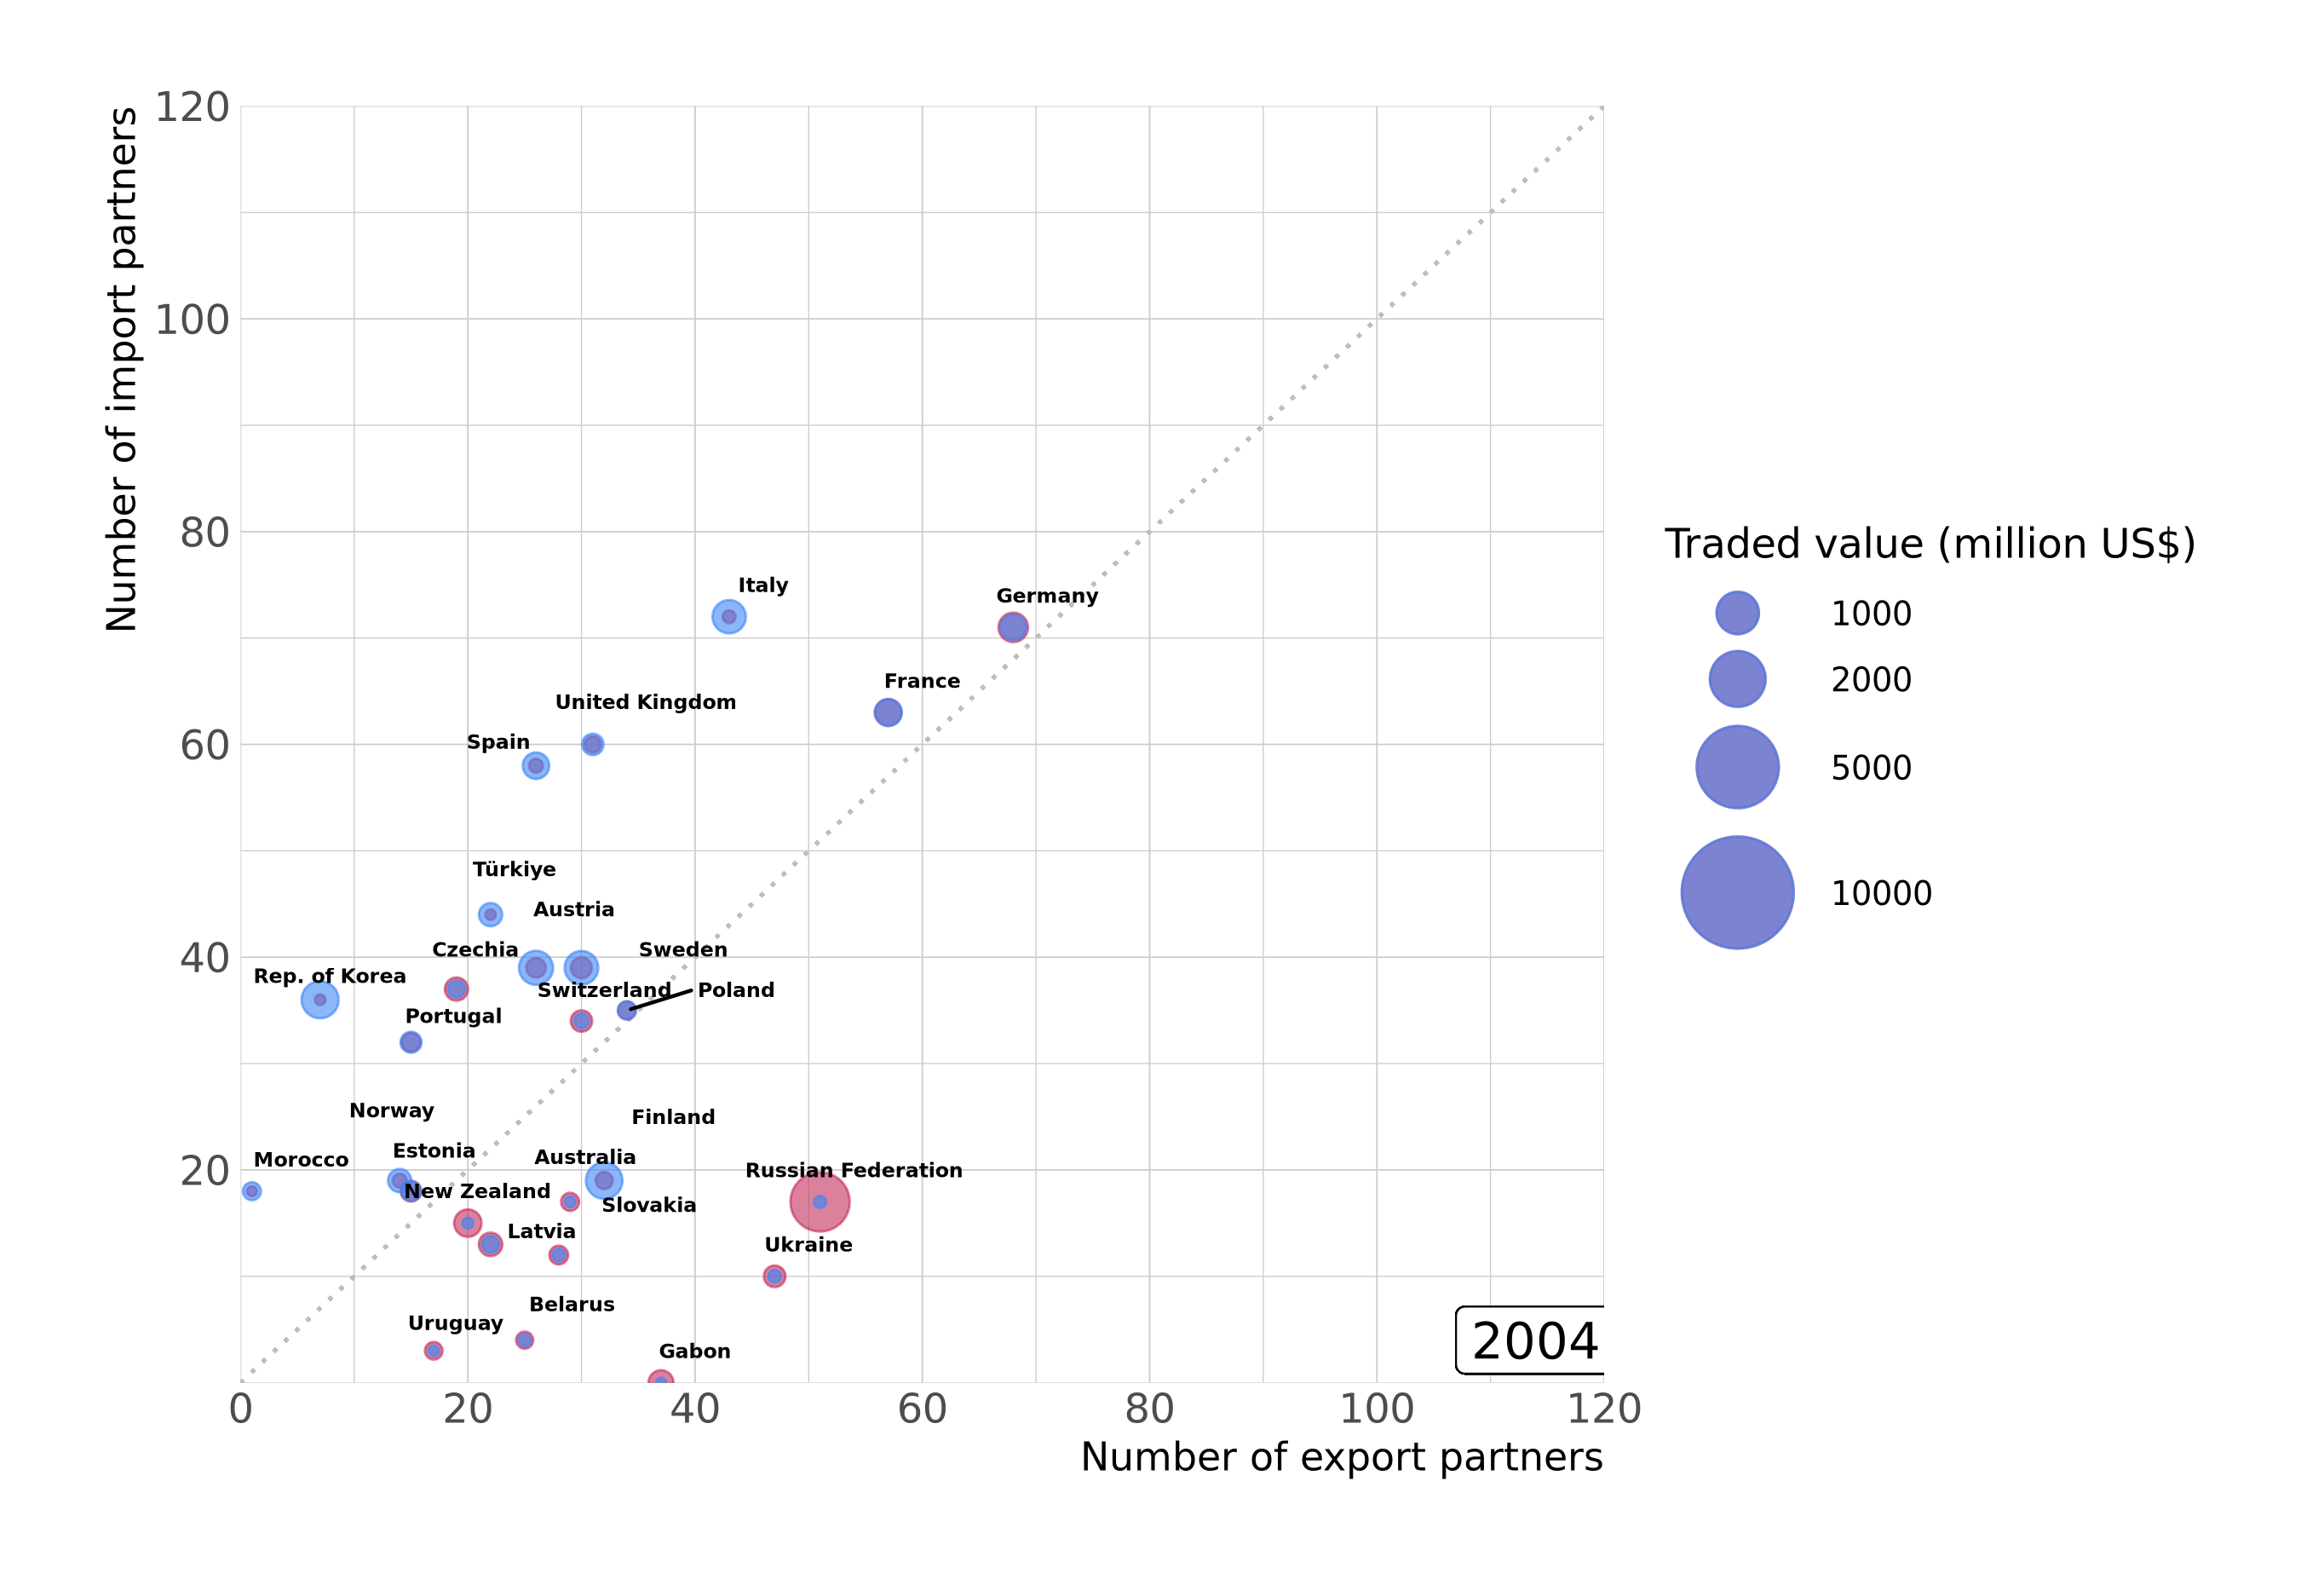 Number of import partners
120
100
80
60
40
20
Italy
Germany
France
United Kingdom
Spain
Türkiye
Austria
Czechia
Sweden
Rep. of Korea
Switzerland
Poland
Portugal
Norway
Finland
Estonia
Australia
Morocco
Russian Federation
New Zealand
Slovakia
Latvia
Ukraine
Belarus
Uruguay
Gabon
2004
0 20 40 60 80 100 120
Number of export partners
Traded value (million US$)
1000
2000
5000
10000